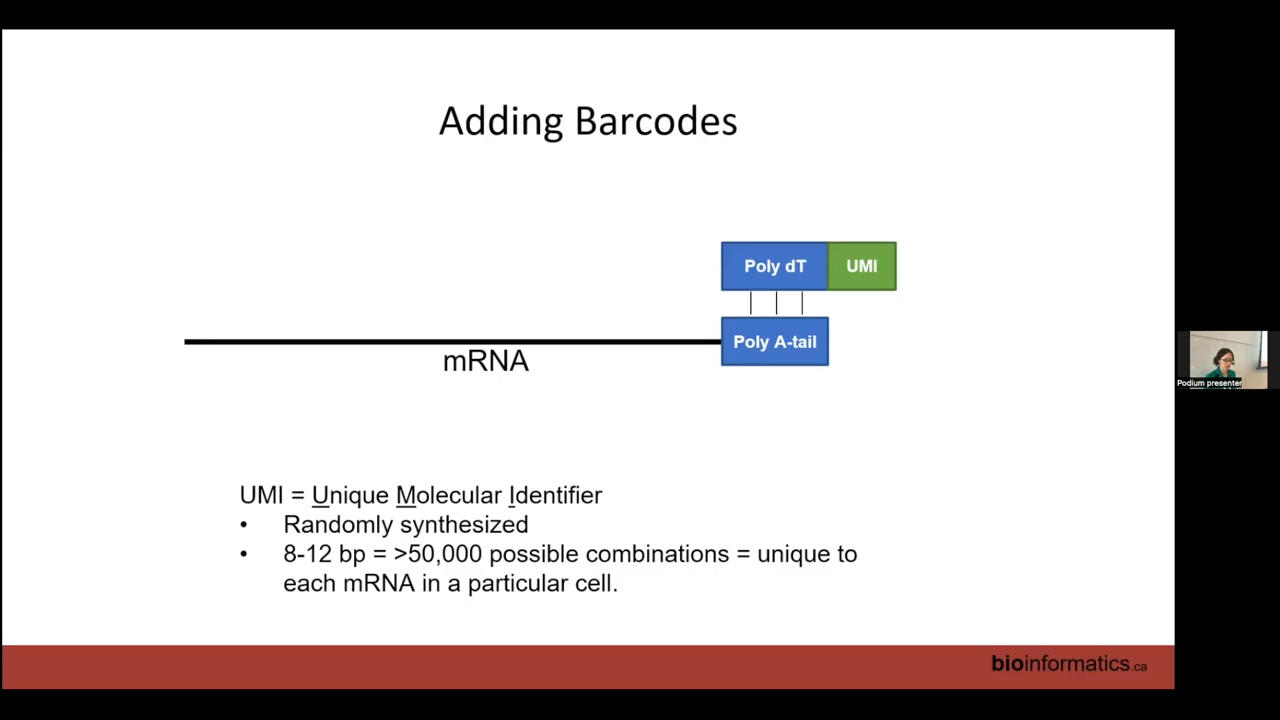 Adding Barcodes
Poly dT
UMI
Poly A-tail
mRNA
UMI = Unique Molecular Identifier
• Randomly synthesized
• 8-12 bp = >50,000 possible combinations = unique to
each mRNA in a particular cell.
bioinformatics.ca
Podium presenter